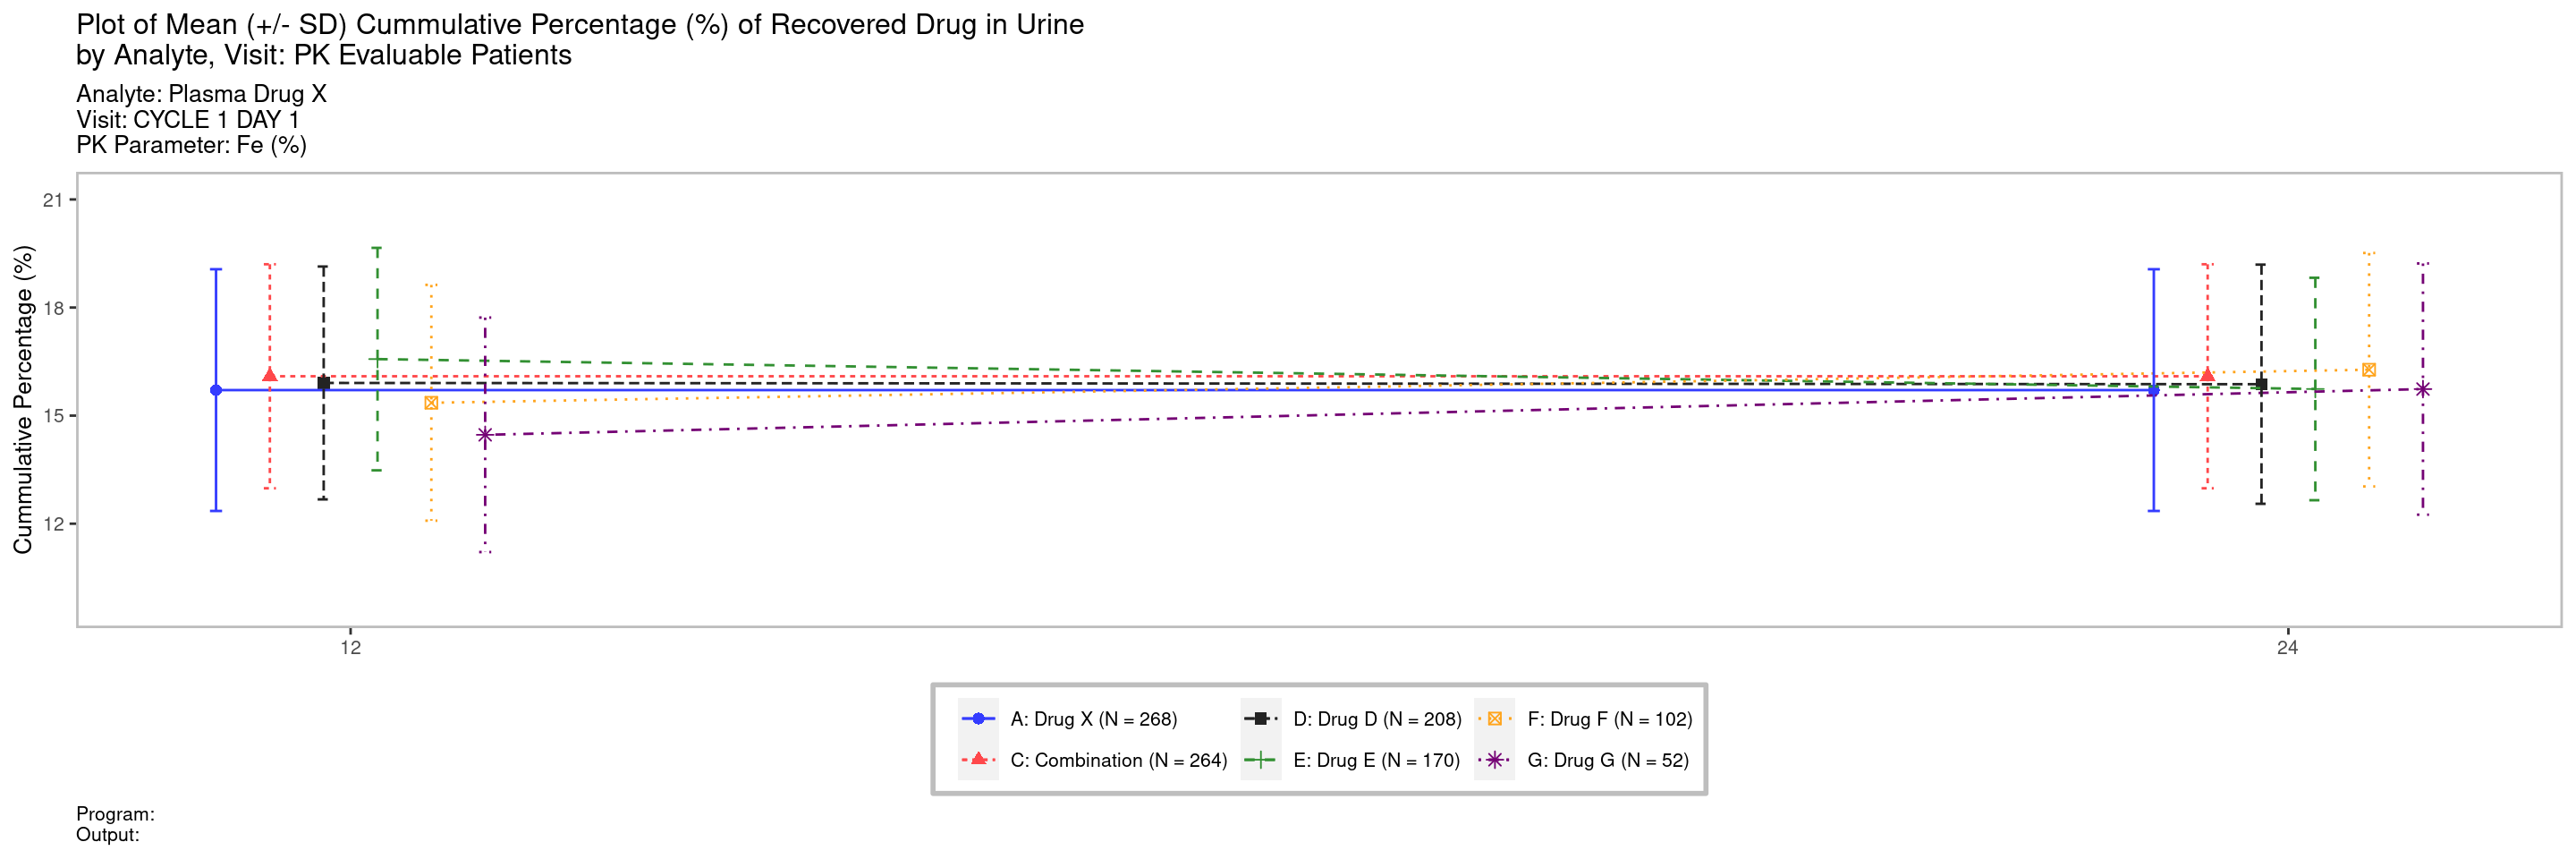 Plot of Mean (+/- SD) Cummulative Percentage (%) of Recovered Drug in Urine
by Analyte, Visit: PK Evaluable Patients
Analyte: Plasma Drug X
Visit: CYCLE 1 DAY 1
PK Parameter: Fe (%)
Cummulative Percentage (%)
21
18
15
12
12
24
A: Drug X (N = 268)
D: Drug D (N = 208)
F: Drug F (N = 102)
C: Combination (N = 264)
E: Drug E (N = 170)
G: Drug G (N = 52)
Program:
Output: